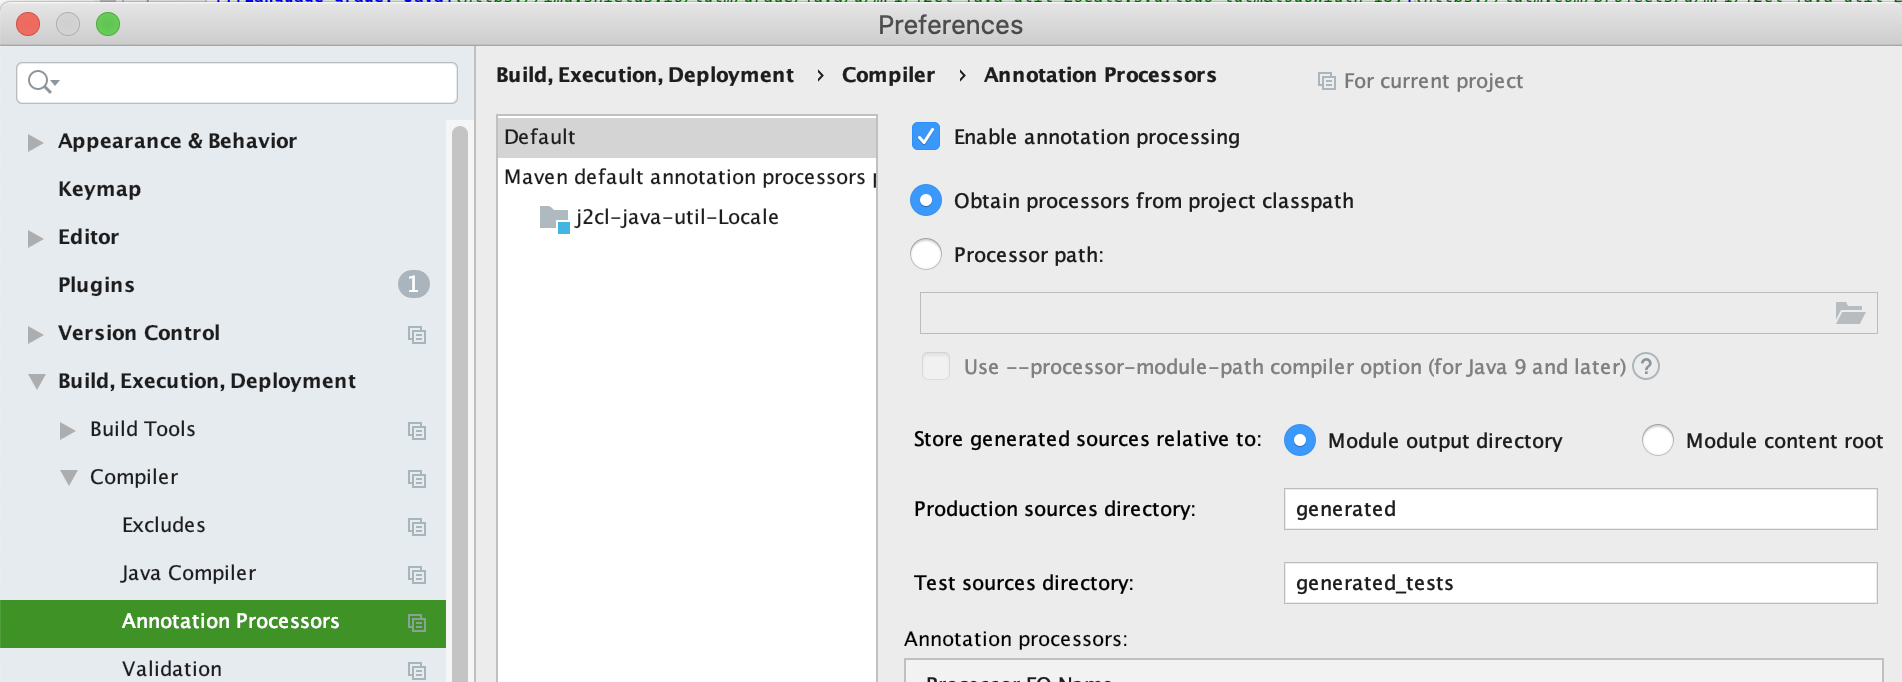 Preferences
Build, Execution, Deployment › Compiler › Annotation Processors
For current project
Appearance & Behavior
Keymap
Editor
Plugins 1
Version Control
Build, Execution, Deployment
Build Tools
Compiler
Excludes
Java Compiler
Annotation Processors
Validation
Default
Maven default annotation processors
j2cl-java-util-Locale
Enable annotation processing
Obtain processors from project classpath
Processor path:
Use --processor-module-path compiler option (for Java 9 and later) ?
Store generated sources relative to: Module output directory Module content root
Production sources directory: generated
Test sources directory: generated_tests
Annotation processors:
Processor FQ Name